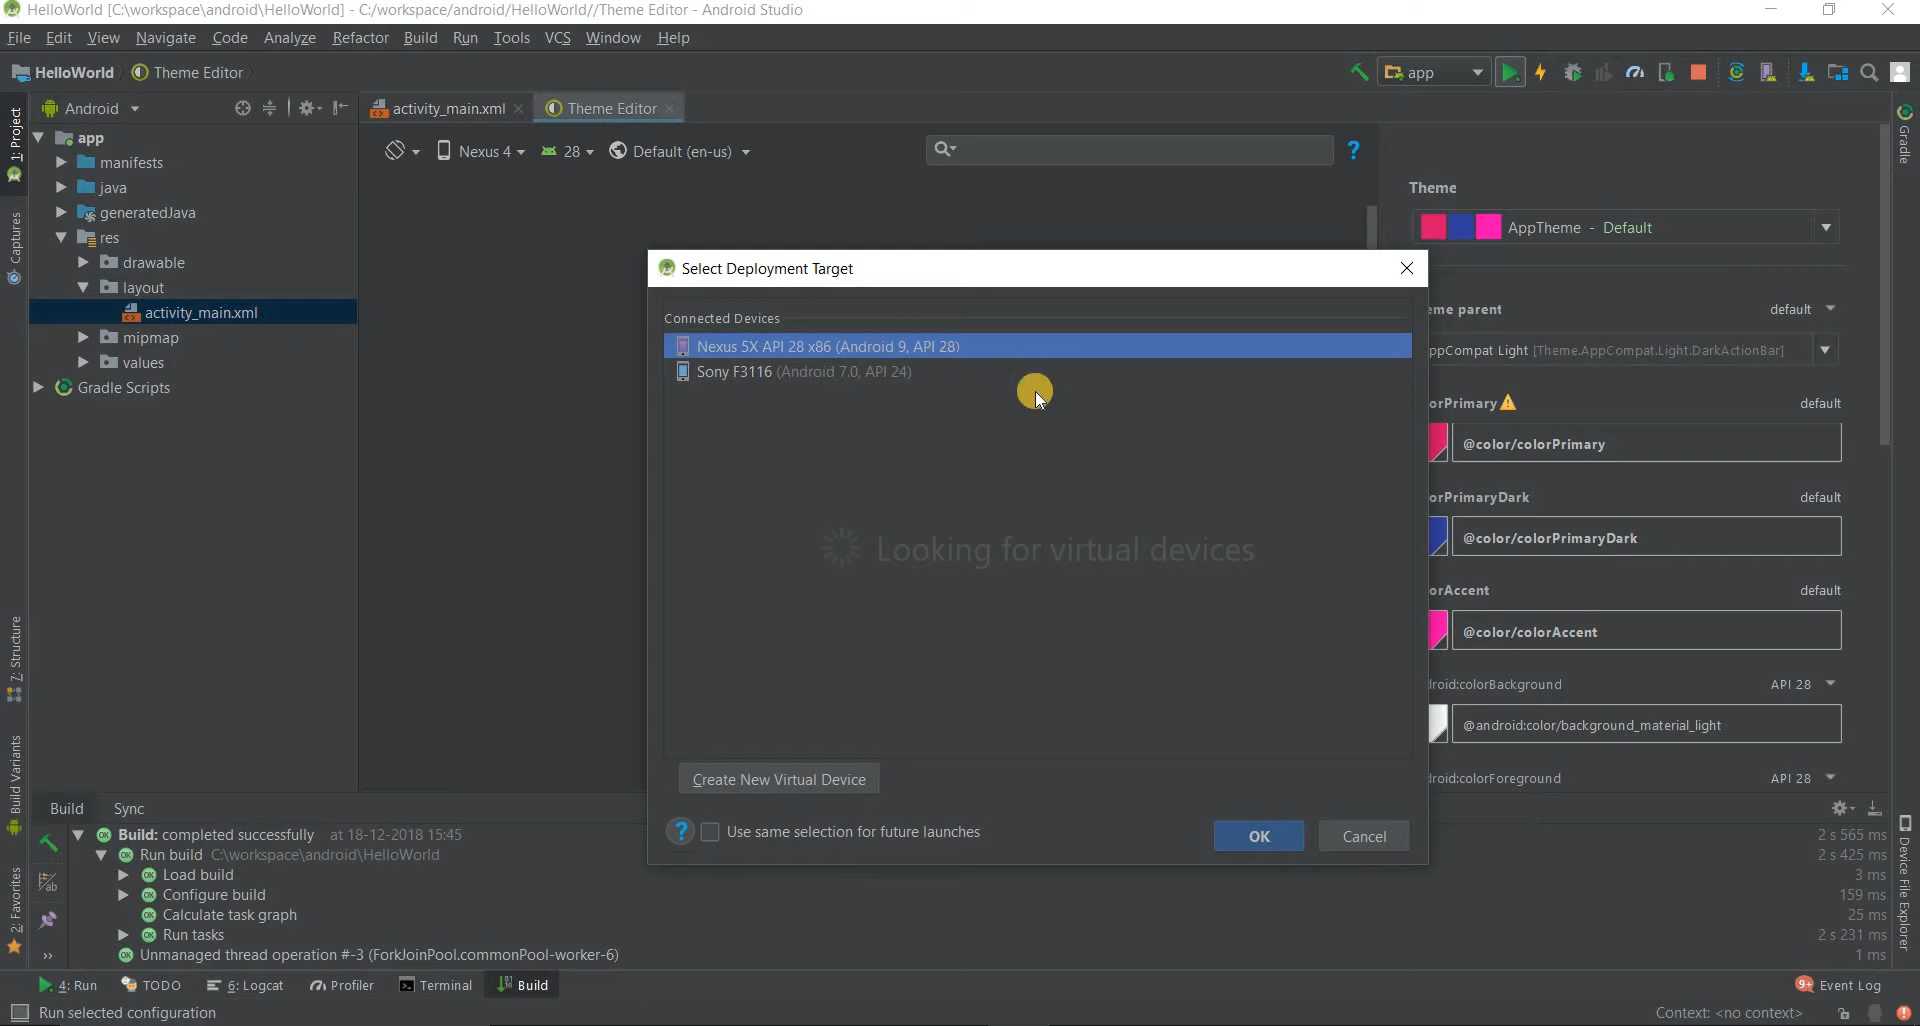 HelloWorld [C:\workspace\android\HelloWorld] - C:/workspace/android/HelloWorld//Theme Editor - Android Studio
File Edit View Navigate Code Analyze Refactor Build Run Tools VCS Window Help
HelloWorld Theme Editor
app
Android
activity_main.xml
Theme Editor
1: Project
Captures
7: Structure
Build Variants
2: Favorites
Gradle
Device File Explorer
app
manifests
java
generatedJava
res
drawable
layout
activity_main.xml
mipmap
values
Gradle Scripts
Nexus 4 28 Default (en-us)
?
Theme
AppTheme - Default
eme parent default
ppCompat Light [Theme.AppCompat.Light.DarkActionBar]
orPrimary default
@color/colorPrimary
orPrimaryDark default
@color/colorPrimaryDark
orAccent default
@color/colorAccent
droid:colorBackground API 28
@android:color/background_material_light
droid:colorForeground API 28
Select Deployment Target
Connected Devices
Nexus 5X API 28 x86 (Android 9, API 28)
Sony F3116 (Android 7.0, API 24)
Looking for virtual devices
Create New Virtual Device
? Use same selection for future launches
OK Cancel
Build Sync
Build: completed successfully at 18-12-2018 15:45 2 s 565 ms
Run build C:\workspace\android\HelloWorld 2 s 425 ms
Load build 3 ms
Configure build 159 ms
Calculate task graph 25 ms
Run tasks 2 s 231 ms
Unmanaged thread operation #-3 (ForkJoinPool.commonPool-worker-6) 1 ms
4: Run TODO 6: Logcat Profiler Terminal Build 9+ Event Log
Run selected configuration Context: <no context>